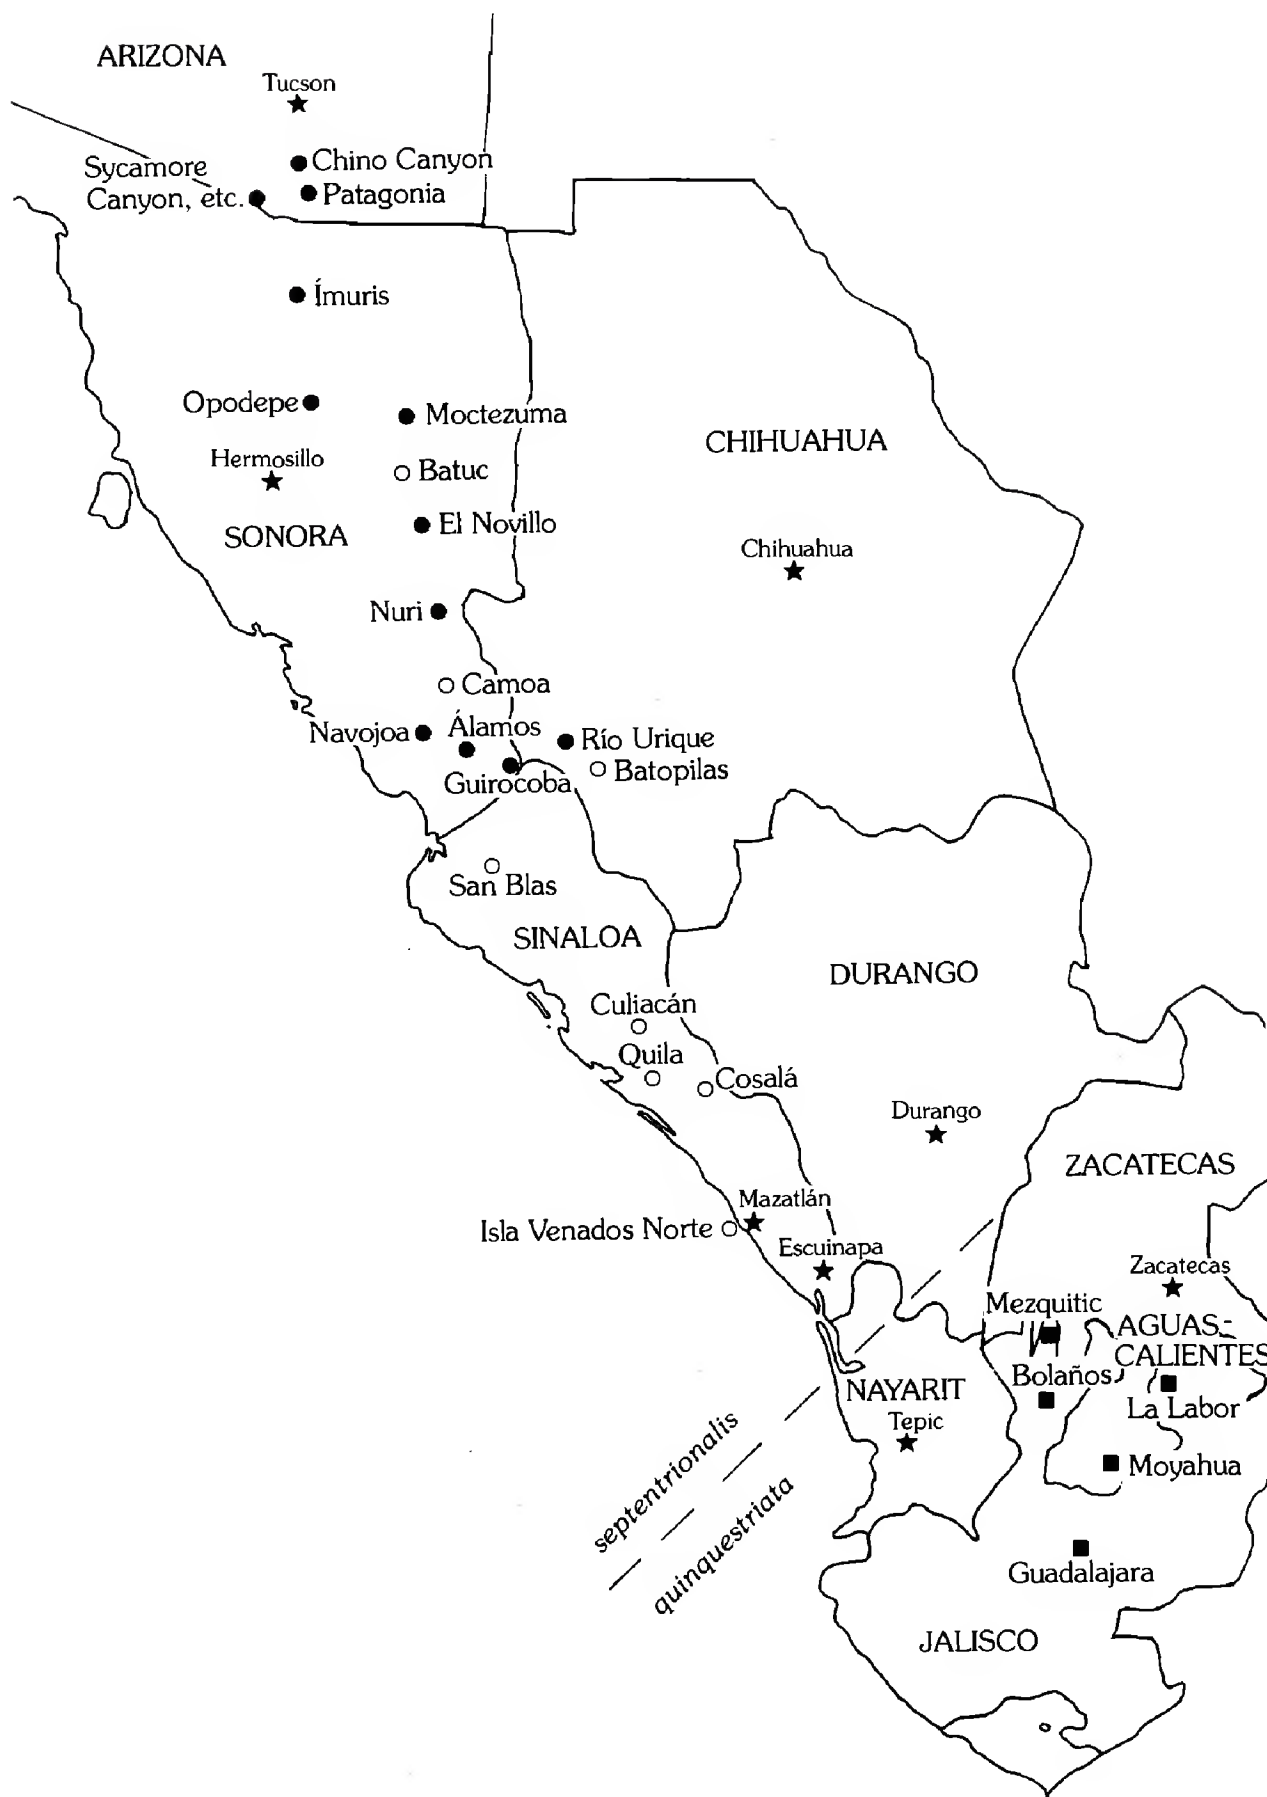 ARIZONA
Tucson
Chino Canyon
Sycamore
Canyon, etc.
Patagonia
Ímuris
Opodepe
Moctezuma
CHIHUAHUA
Hermosillo
Batuc
El Novillo
SONORA
Chihuahua
Nuri
Camoa
Navojoa
Álamos
Río Urique
Guirocoba
Batopilas
San Blas
SINALOA
DURANGO
Culiacán
Quila
Cosalá
Durango
ZACATECAS
Mazatlán
Isla Venados Norte
Escuinapa
Zacatecas
Mezquitic
AGUAS-
CALIENTES
Bolaños
NAYARIT
La Labor
Tepic
Moyahua
septentrionalis
quinquestriata
Guadalajara
JALISCO